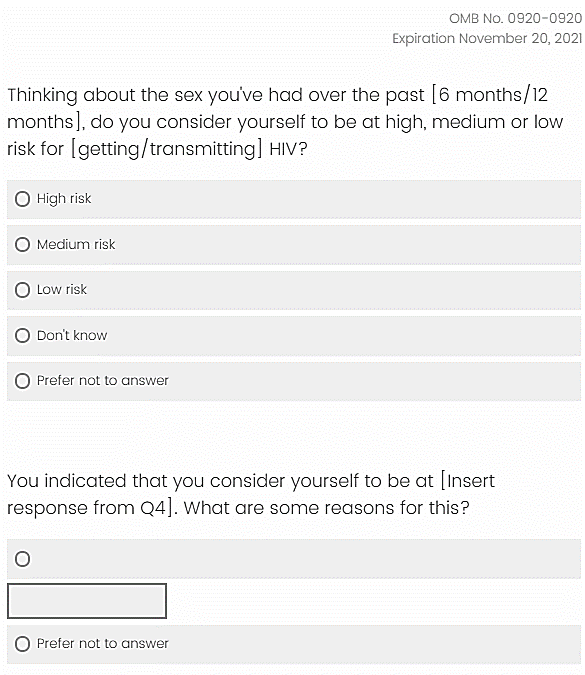 OMB No. 0920-0920
Expiration November 20, 2021
Thinking about the sex you've had over the past [6 months/12
months], do you consider yourself to be at high, medium or low
risk for [getting/transmitting] HIV?
High risk
Medium risk
Low risk
Don't know
Prefer not to answer
You indicated that you consider yourself to be at [Insert
response from Q4]. What are some reasons for this?
Prefer not to answer